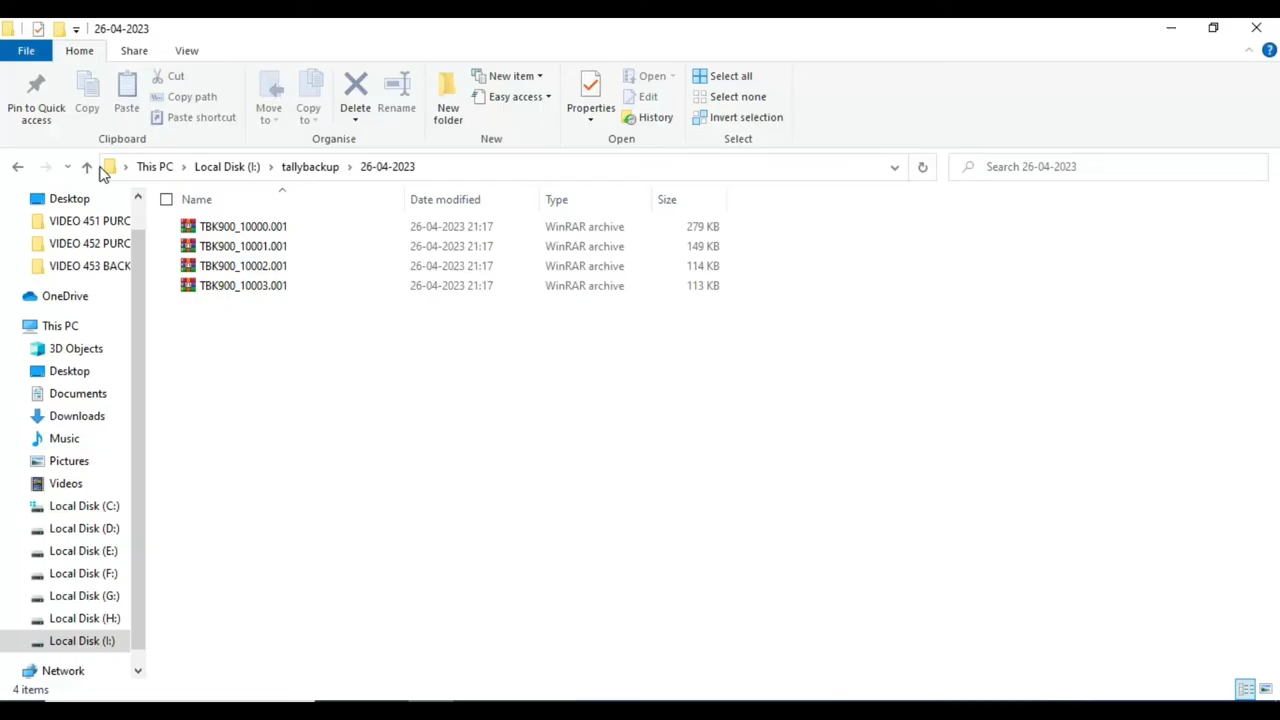 26-04-2023
File Home Share View
Pin to Quick access
Copy
Paste
Cut
Copy path
Paste shortcut
Clipboard
Move to
Copy to
Delete
Rename
Organise
New folder
New item
Easy access
New
Properties
Open
Edit
History
Open
Select all
Select none
Invert selection
Select
This PC › Local Disk (I:) › tallybackup › 26-04-2023
Search 26-04-2023
Desktop
VIDEO 451 PURC
VIDEO 452 PURC
VIDEO 453 BACK
OneDrive
This PC
3D Objects
Desktop
Documents
Downloads
Music
Pictures
Videos
Local Disk (C:)
Local Disk (D:)
Local Disk (E:)
Local Disk (F:)
Local Disk (G:)
Local Disk (H:)
Local Disk (I:)
Network
Name Date modified Type Size
TBK900_10000.001 26-04-2023 21:17 WinRAR archive 279 KB
TBK900_10001.001 26-04-2023 21:17 WinRAR archive 149 KB
TBK900_10002.001 26-04-2023 21:17 WinRAR archive 114 KB
TBK900_10003.001 26-04-2023 21:17 WinRAR archive 113 KB
4 items